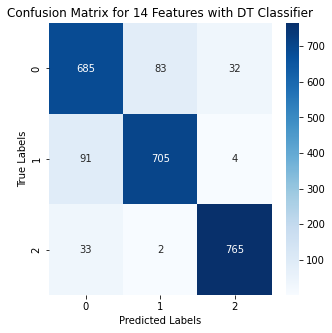 Confusion Matrix for 14 Features with DT Classifier
0 685 83 32
1 91 705 4
2 33 2 765
0 1 2
Predicted Labels
True Labels
700
600
500
400
300
200
100